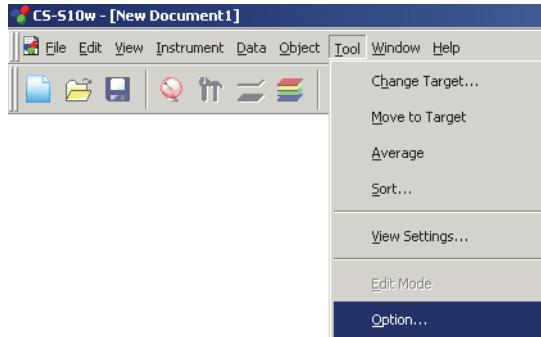 CS-S10w - [New Document1]
File Edit View Instrument Data Object Tool Window Help
Change Target...
Move to Target
Average
Sort...
View Settings...
Edit Mode
Option...